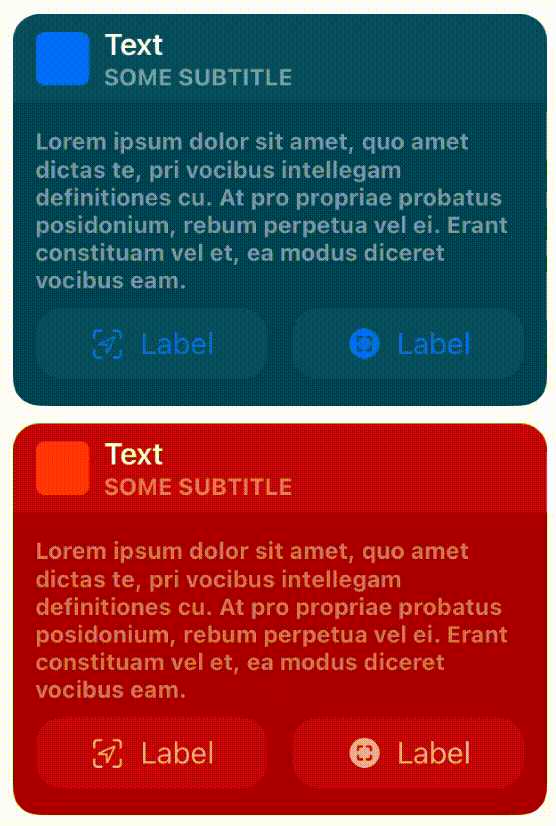 Text
SOME SUBTITLE
Lorem ipsum dolor sit amet, quo amet
dictas te, pri vocibus intellegam
definitiones cu. At pro propriae probatus
posidonium, rebum perpetua vel ei. Erant
constituam vel et, ea modus diceret
vocibus eam.
Label
Label
Text
SOME SUBTITLE
Lorem ipsum dolor sit amet, quo amet
dictas te, pri vocibus intellegam
definitiones cu. At pro propriae probatus
posidonium, rebum perpetua vel ei. Erant
constituam vel et, ea modus diceret
vocibus eam.
Label
Label